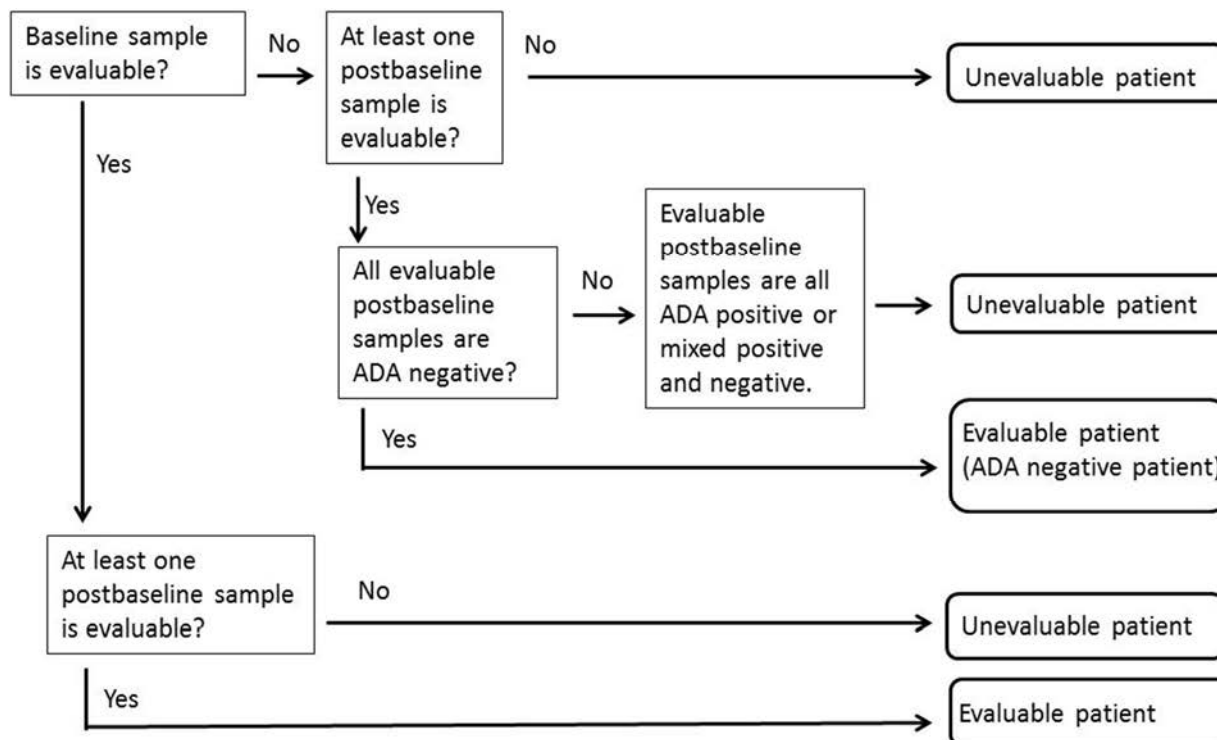 Baseline sample
is evaluable?
No
At least one
postbaseline
sample is
evaluable?
No
Unevaluable patient
Yes
Yes
All evaluable
postbaseline
samples are
ADA negative?
No
Evaluable
postbaseline
samples are all
ADA positive or
mixed positive
and negative.
Unevaluable patient
Yes
Evaluable patient
(ADA negative patient)
At least one
postbaseline sample
is evaluable?
No
Unevaluable patient
Yes
Evaluable patient